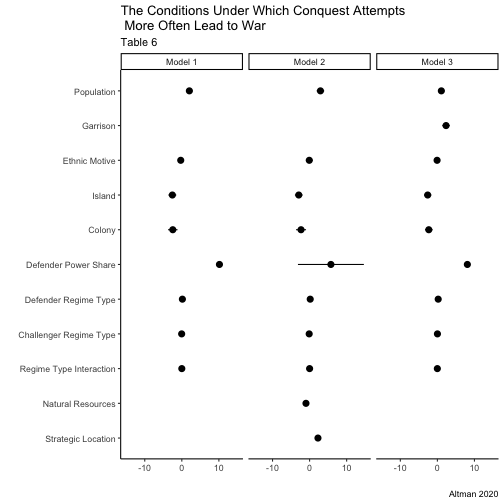 The Conditions Under Which Conquest Attempts
More Often Lead to War
Table 6
Model 1 Model 2 Model 3
Population
Garrison
Ethnic Motive
Island
Colony
Defender Power Share
Defender Regime Type
Challenger Regime Type
Regime Type Interaction
Natural Resources
Strategic Location
-10 0 10 -10 0 10 -10 0 10
Altman 2020